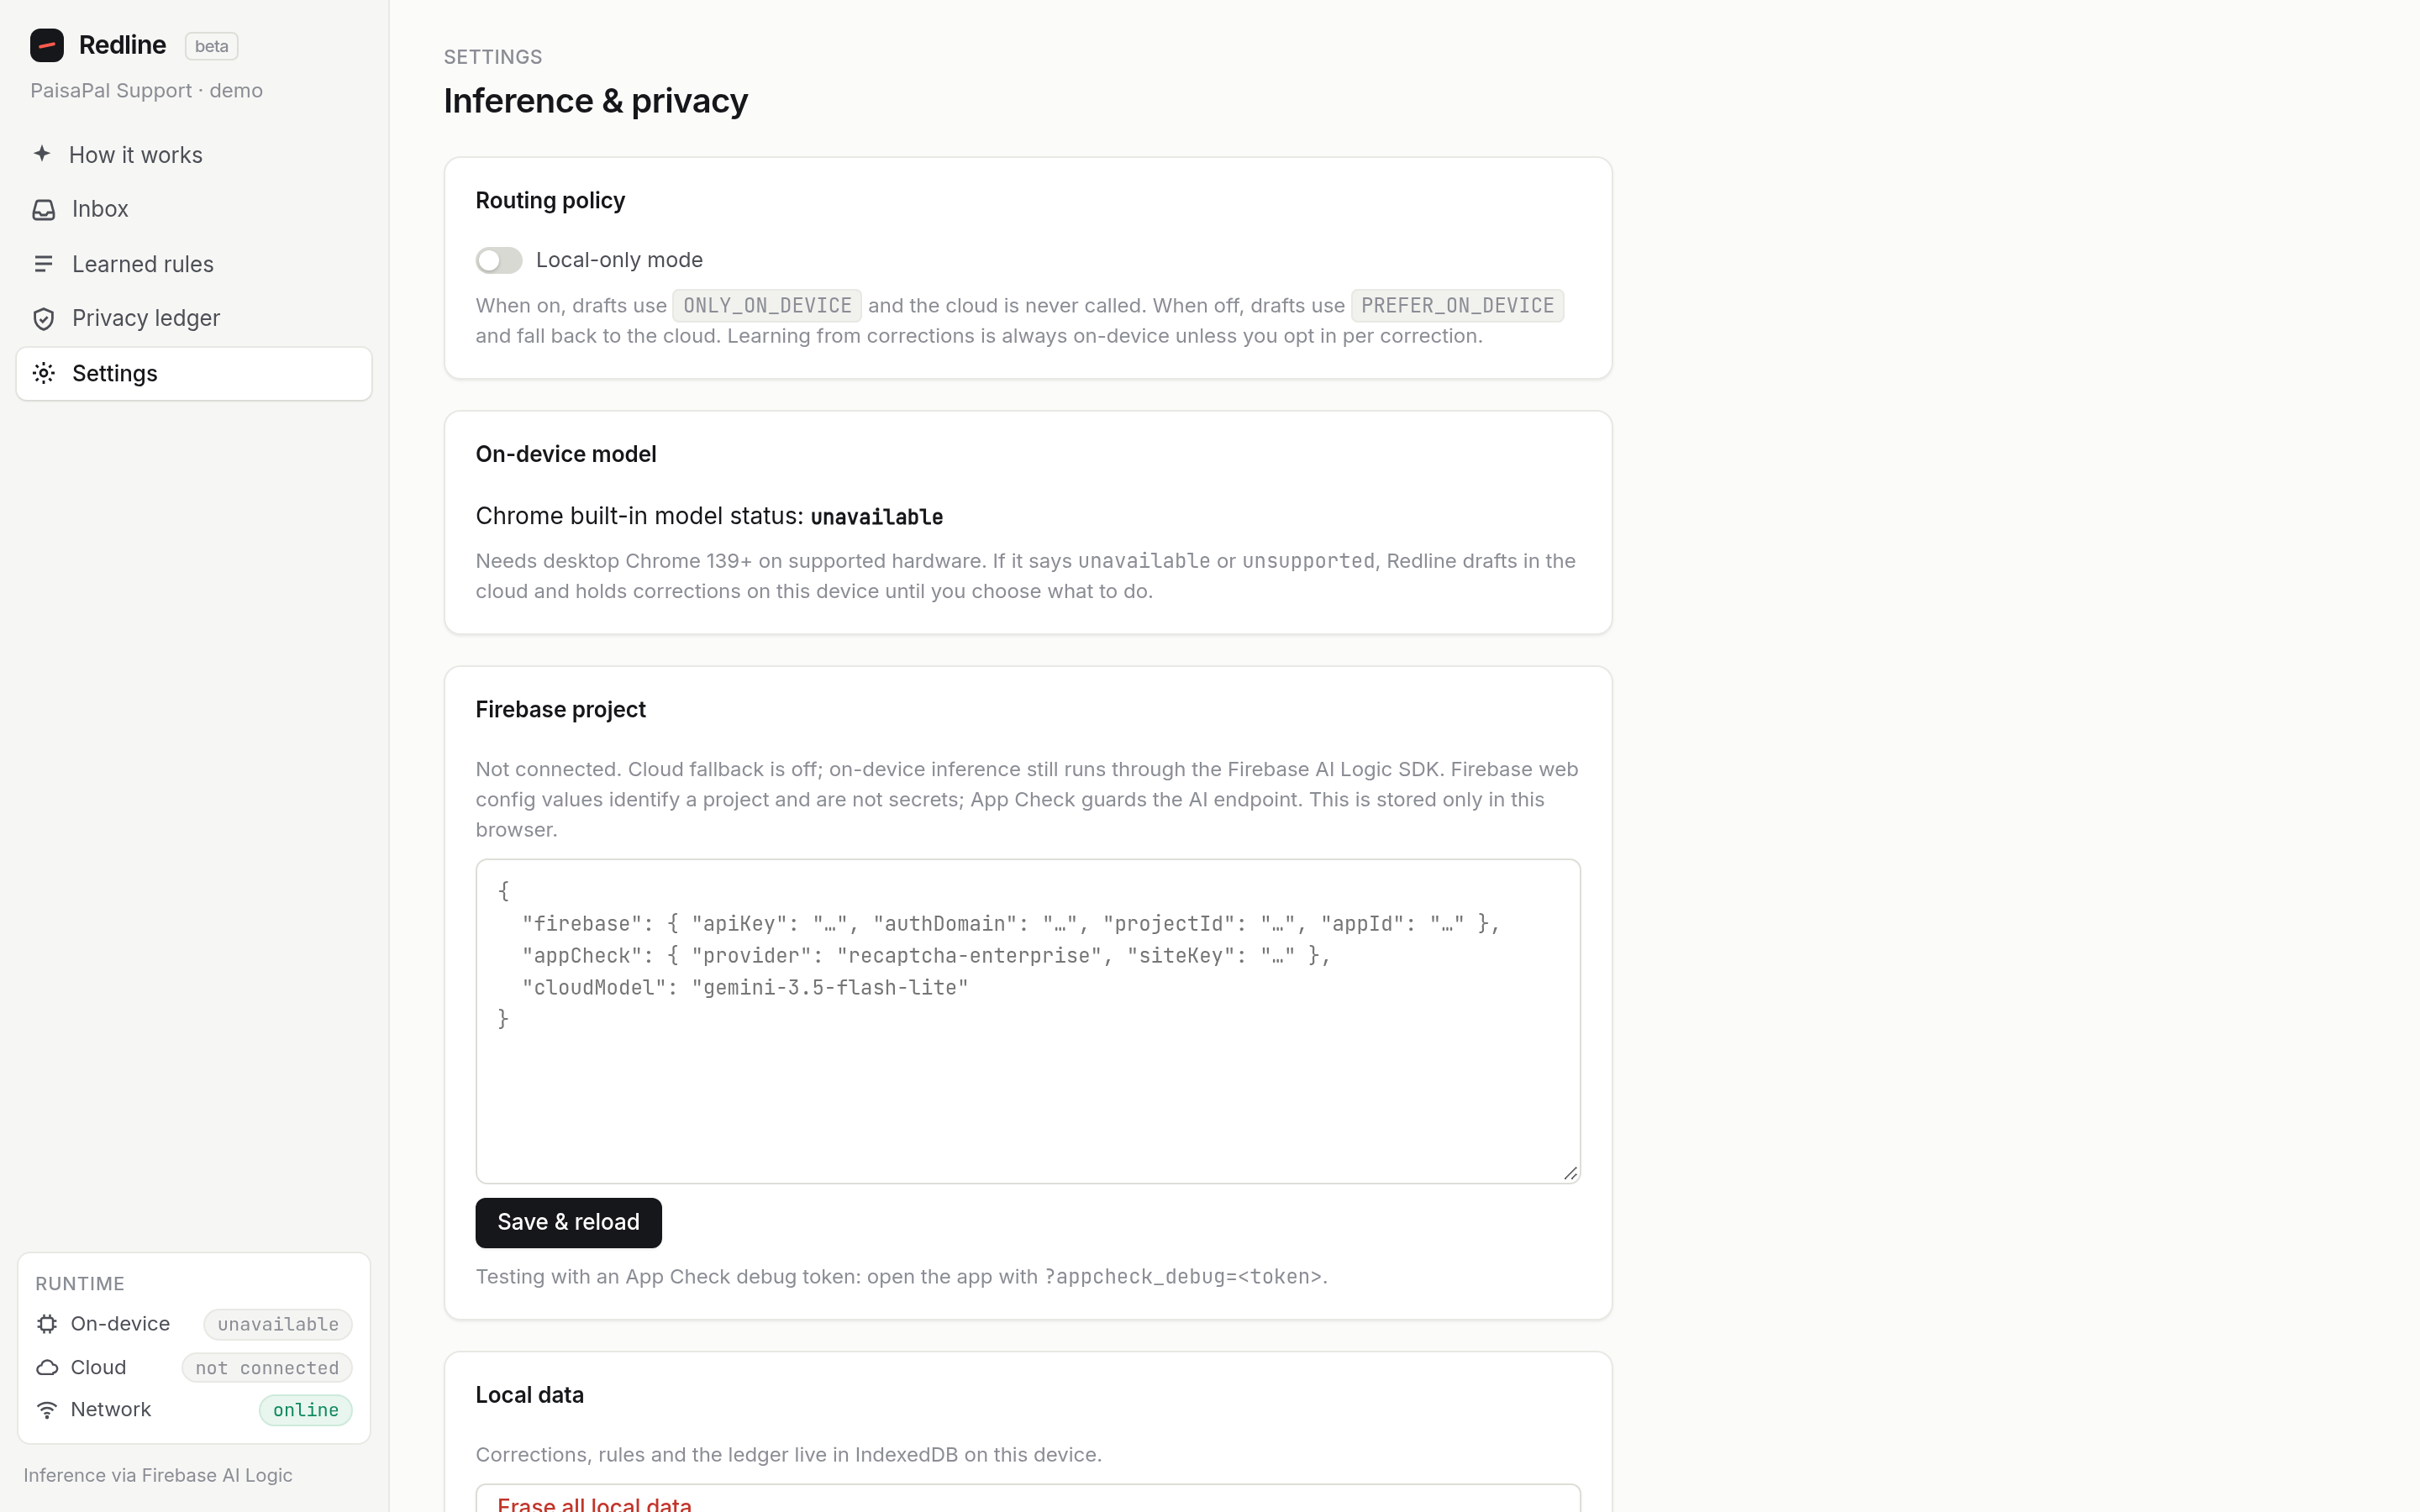 Redline beta
PaisaPal Support · demo
How it works
Inbox
Learned rules
Privacy ledger
Settings
RUNTIME
On-device unavailable
Cloud not connected
Network online
Inference via Firebase AI Logic
SETTINGS
Inference & privacy
Routing policy
Local-only mode
When on, drafts use ONLY_ON_DEVICE and the cloud is never called. When off, drafts use PREFER_ON_DEVICE
and fall back to the cloud. Learning from corrections is always on-device unless you opt in per correction.
On-device model
Chrome built-in model status: unavailable
Needs desktop Chrome 139+ on supported hardware. If it says unavailable or unsupported, Redline drafts in the
cloud and holds corrections on this device until you choose what to do.
Firebase project
Not connected. Cloud fallback is off; on-device inference still runs through the Firebase AI Logic SDK. Firebase web
config values identify a project and are not secrets; App Check guards the AI endpoint. This is stored only in this
browser.
{
  "firebase": { "apiKey": "…", "authDomain": "…", "projectId": "…", "appId": "…" },
  "appCheck": { "provider": "recaptcha-enterprise", "siteKey": "…" },
  "cloudModel": "gemini-3.5-flash-lite"
}
Save & reload
Testing with an App Check debug token: open the app with ?appcheck_debug=<token>.
Local data
Corrections, rules and the ledger live in IndexedDB on this device.
Erase all local data